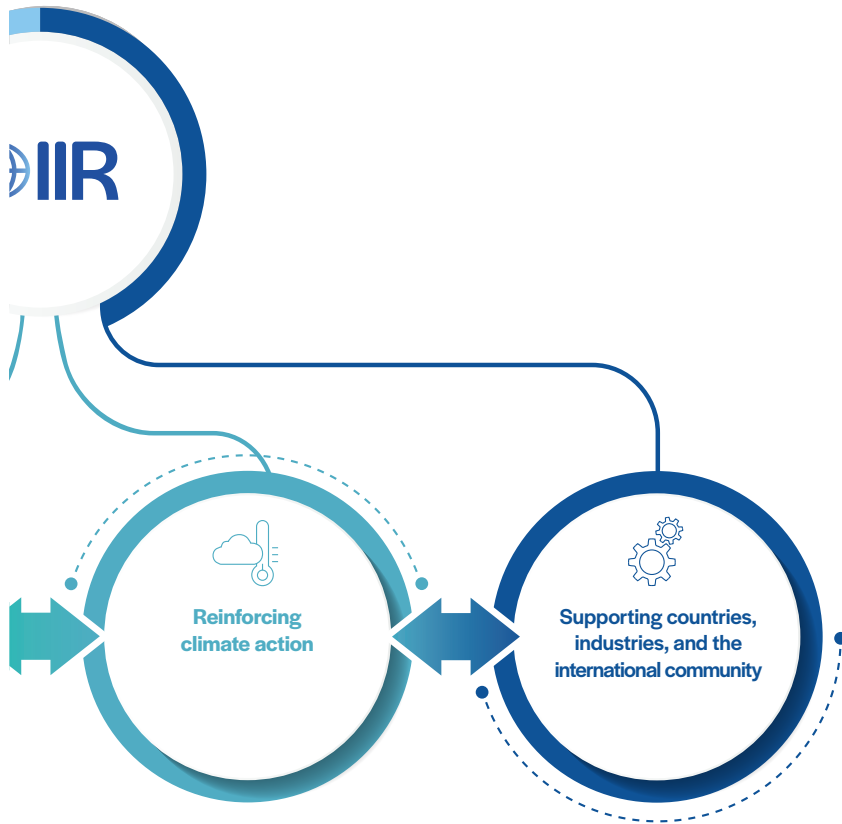 IIR
Reinforcing
climate action
Supporting countries,
industries, and the
international community